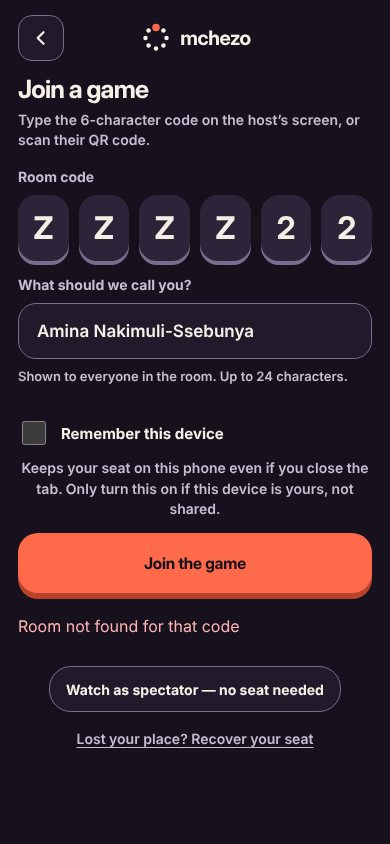 mchezo
Join a game
Type the 6-character code on the host’s screen, or
scan their QR code.
Room code
Z Z Z Z 2 2
What should we call you?
Amina Nakimuli-Ssebunya
Shown to everyone in the room. Up to 24 characters.
Remember this device
Keeps your seat on this phone even if you close the
tab. Only turn this on if this device is yours, not
shared.
Join the game
Room not found for that code
Watch as spectator — no seat needed
Lost your place? Recover your seat